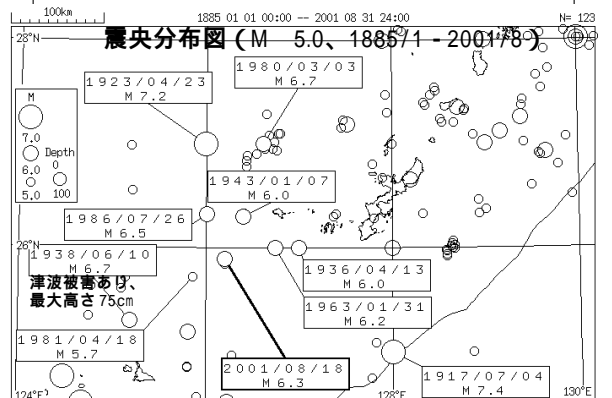 100km
1885 01 01 00:00 -- 2001 08 31 24:00
N= 123
28°N
震央分布図(M 5.0、1885/1-2001/8)
1980/03/03
M 6.7
1923/04/23
M 7.2
M
7.0
6.0
5.0
Depth
0
100
1943/01/07
M 6.0
1986/07/26
M 6.5
26°N
1938/06/10
M 6.7
津波被害あり、
最大高さ75cm
1936/04/13
M 6.0
1963/01/31
M 6.2
1981/04/18
M 5.7
2001/08/18
M 6.3
1917/07/04
M 7.4
124°E
128°E
130°E